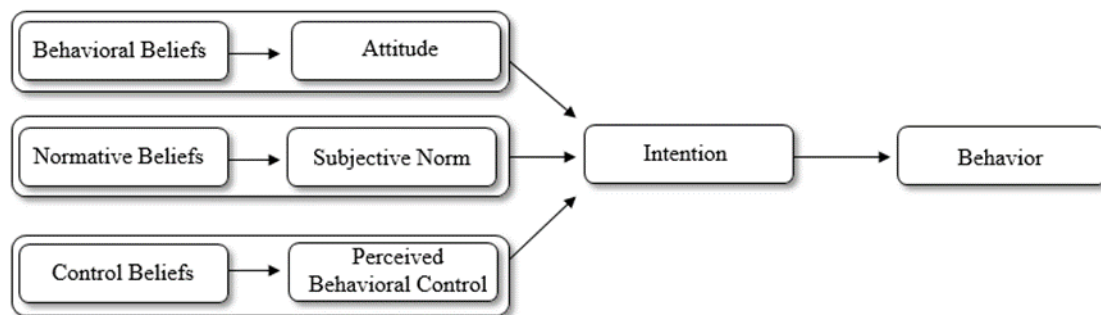 Behavioral Beliefs
Attitude
Normative Beliefs
Subjective Norm
Intention
Behavior
Control Beliefs
Perceived
Behavioral Control